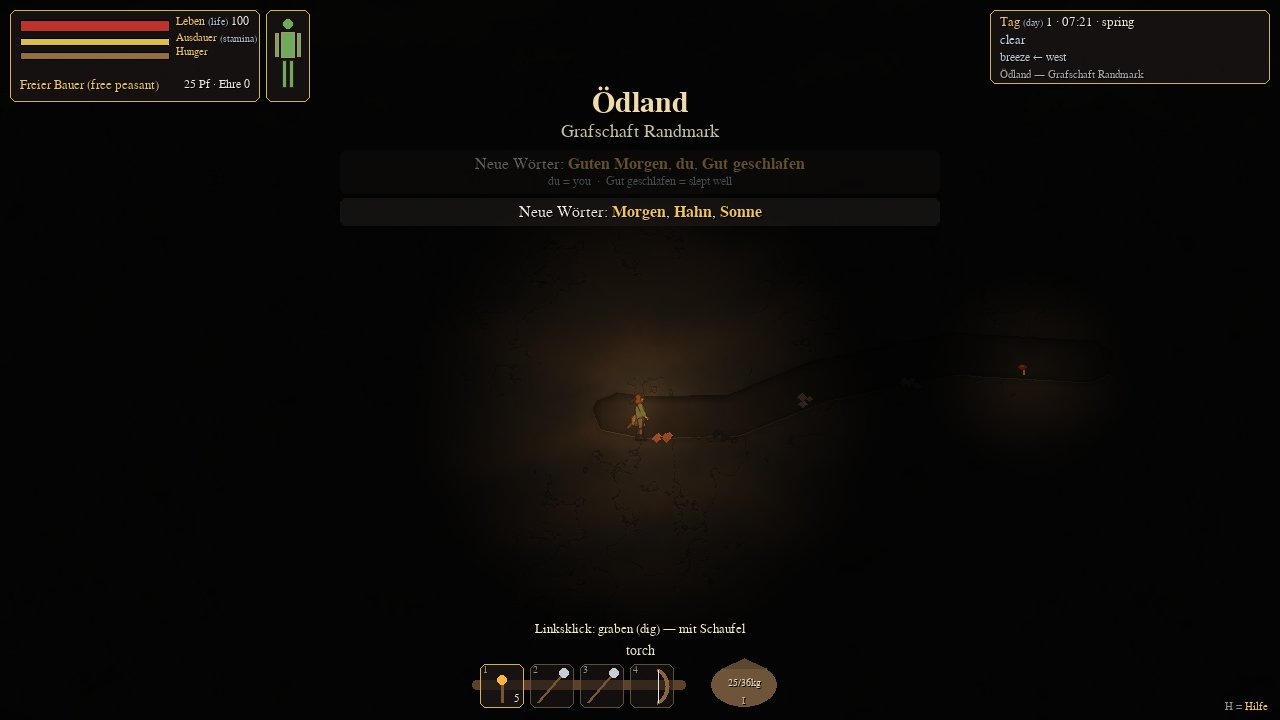 Leben (life) 100
Ausdauer (stamina)
Hunger
Freier Bauer (free peasant) 25 Pf · Ehre 0
Tag (day) 1 · 07:21 · spring
clear
breeze ← west
Ödland — Grafschaft Randmark
Ödland
Grafschaft Randmark
Neue Wörter: Guten Morgen, du, Gut geschlafen
du = you · Gut geschlafen = slept well
Neue Wörter: Morgen, Hahn, Sonne
Linksklick: graben (dig) — mit Schaufel
torch
1 2 3 4
5
25/36kg
I
H = Hilfe